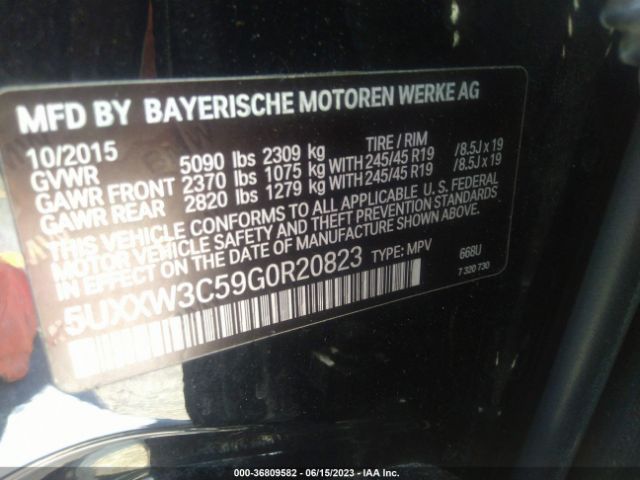 MFD BY BAYERISCHE MOTOREN WERKE AG
10/2015 TIRE / RIM
GVWR 5090 lbs 2309 kg
GAWR FRONT 2370 lbs 1075 kg WITH 245/45 R19 /8.5J x 19
GAWR REAR 2820 lbs 1279 kg WITH 245/45 R19 /8.5J x 19
THIS VEHICLE CONFORMS TO ALL APPLICABLE U. S. FEDERAL
MOTOR VEHICLE SAFETY AND THEFT PREVENTION STANDARDS
IN EFFECT ON THE DATE OF MANUFACTURE SHOWN ABOVE.
5UXXW3C59G0R20823 TYPE: MPV 668U
7 320 730
000-36809582 - 06/15/2023 - IAA Inc.